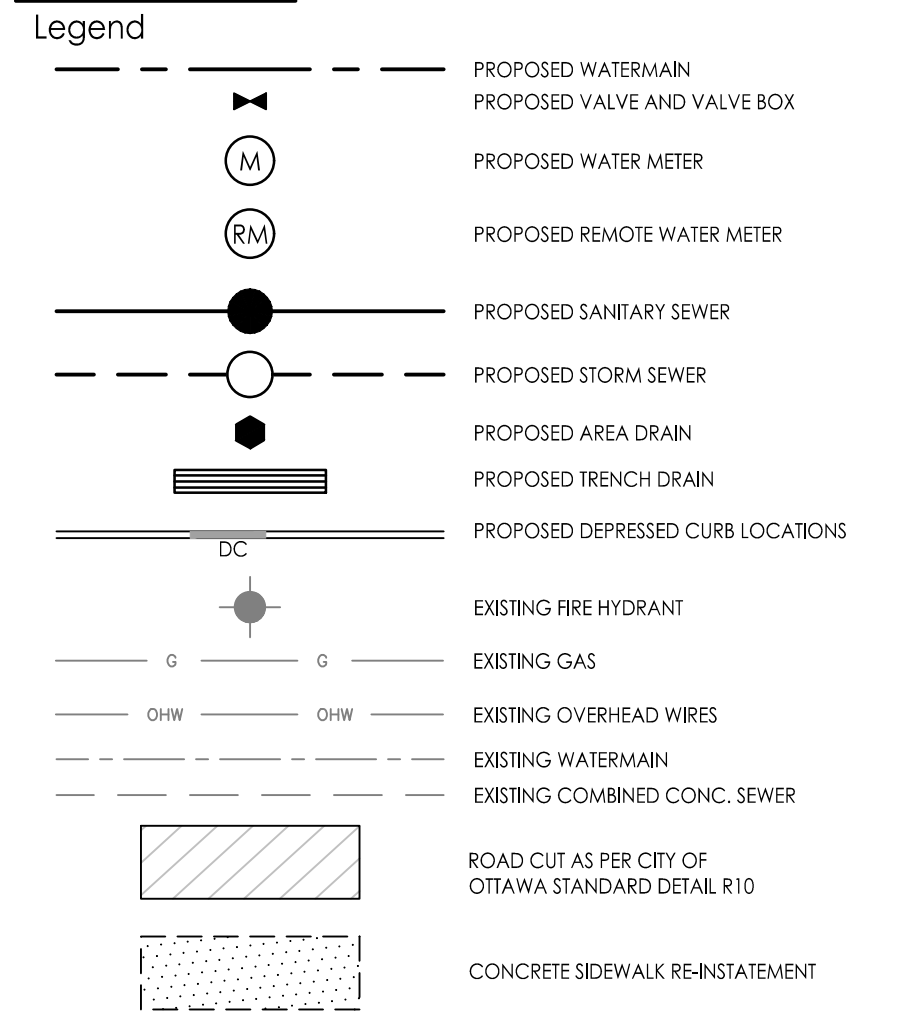 Legend
PROPOSED WATERMAIN
PROPOSED VALVE AND VALVE BOX
M
PROPOSED WATER METER
RM
PROPOSED REMOTE WATER METER
PROPOSED SANITARY SEWER
PROPOSED STORM SEWER
PROPOSED AREA DRAIN
PROPOSED TRENCH DRAIN
PROPOSED DEPRESSED CURB LOCATIONS
DC
EXISTING FIRE HYDRANT
G G
EXISTING GAS
OHW OHW
EXISTING OVERHEAD WIRES
EXISTING WATERMAIN
EXISTING COMBINED CONC. SEWER
ROAD CUT AS PER CITY OF
OTTAWA STANDARD DETAIL R10
CONCRETE SIDEWALK RE-INSTATEMENT